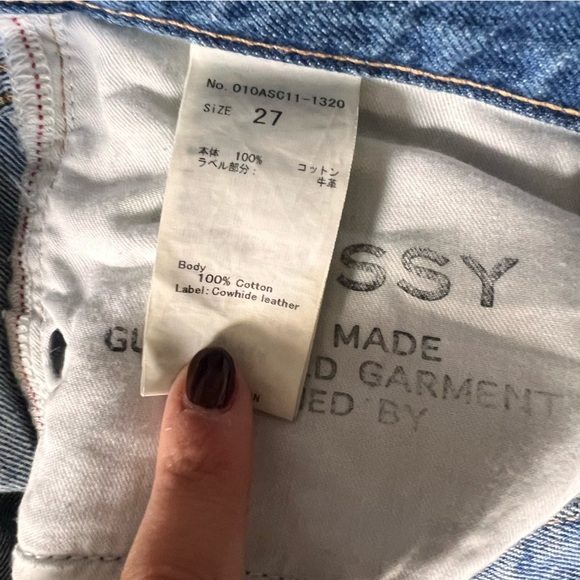 No. 010ASC11-1320
SiZE 27
本体 100% コットン
ラベル部分: 牛革
Body
100% Cotton
Label: Cowhide leather
N
SSY
GL MADE
D GARMENT
ED BY